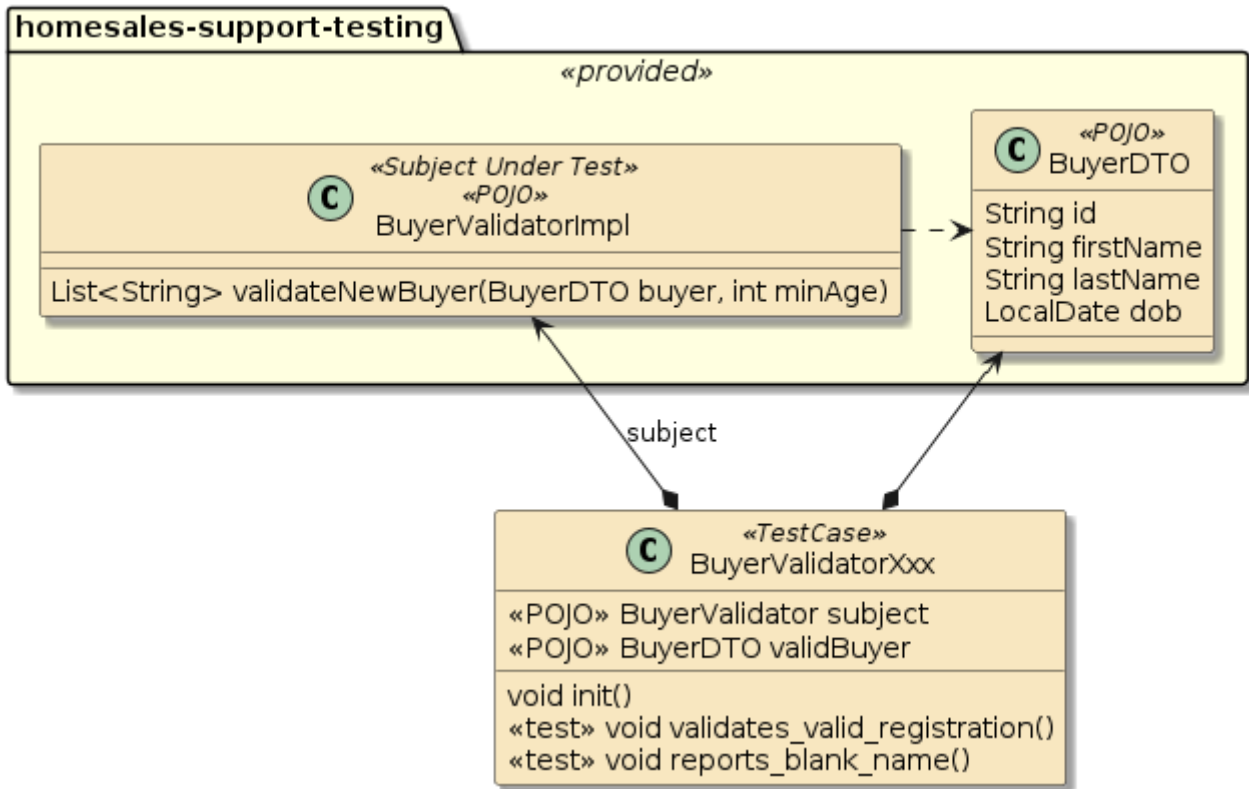 homesales-support-testing
«provided»
«Subject Under Test»
«POJO»
C
BuyerValidatorImpl
List<String> validateNewBuyer(BuyerDTO buyer, int minAge)
«POJO»
C
BuyerDTO
String id
String firstName
String lastName
LocalDate dob
subject
«TestCase»
C
BuyerValidatorXxx
«POJO» BuyerValidator subject
«POJO» BuyerDTO validBuyer
void init()
«test» void validates_valid_registration()
«test» void reports_blank_name()